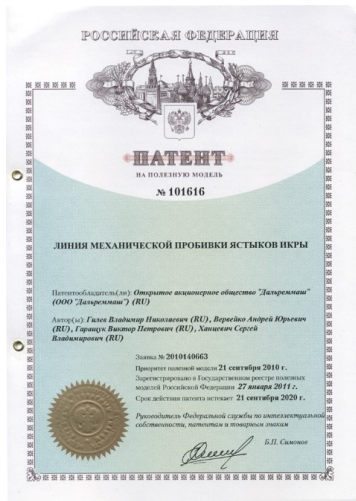 РОССИЙСКАЯ ФЕДЕРАЦИЯ
ПАТЕНТ
НА ПОЛЕЗНУЮ МОДЕЛЬ
№ 101616
ЛИНИЯ МЕХАНИЧЕСКОЙ ПРОБИВКИ ЯСТЫКОВ ИКРЫ
Патентообладатель(ли): Открытое акционерное общество "Дальреммаш"
(ООО "Дальреммаш") (RU)
Автор(ы): Гилев Владимир Николаевич (RU), Вервейко Андрей Юрьевич
(RU), Гаращук Виктор Петрович (RU), Ханцевич Сергей
Владимирович (RU)
Заявка № 2010140663
Приоритет полезной модели 21 сентября 2010 г.
Зарегистрировано в Государственном реестре полезных
моделей Российской Федерации 27 января 2011 г.
Срок действия патента истекает 21 сентября 2020 г.
Руководитель Федеральной службы по интеллектуальной
собственности, патентам и товарным знакам
Б.П. Симонов